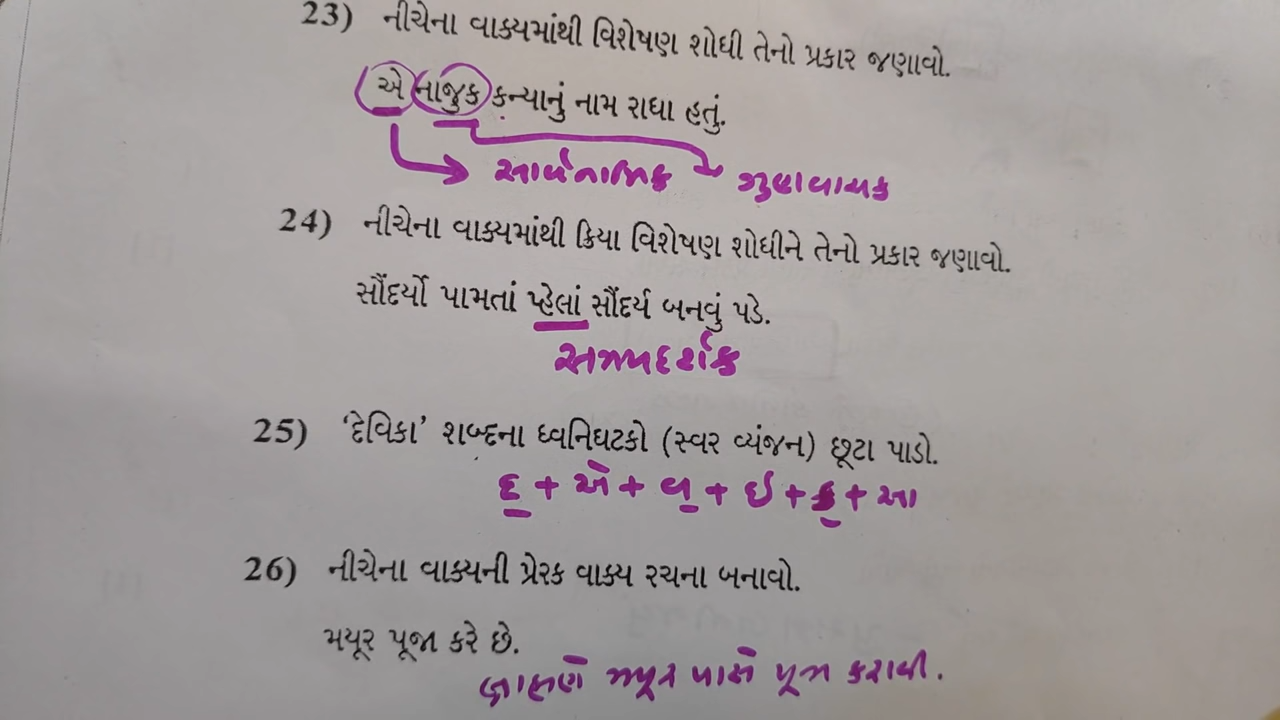 23) નીચેના વાક્યમાંથી વિશેષણ શોધી તેનો પ્રકાર જણાવો.
એ નાજુક કન્યાનું નામ રાધા હતું.
સાર્વનામિક ગુણવાચક
24) નીચેના વાક્યમાંથી ક્રિયા વિશેષણ શોધીને તેનો પ્રકાર જણાવો.
સૌંદર્યો પામતાં પ્હેલાં સૌંદર્ય બનવું પડે.
સમયદર્શક
25) ‘દેવિકા’ શબ્દના ધ્વનિઘટકો (સ્વર વ્યંજન) છૂટા પાડો.
દ્ + એ + વ્ + ઇ + ક્ + આ
26) નીચેના વાક્યની પ્રેરક વાક્ય રચના બનાવો.
મયૂર પૂજા કરે છે.
બ્રાહ્મણે મયૂર પાસે પૂજા કરાવી.